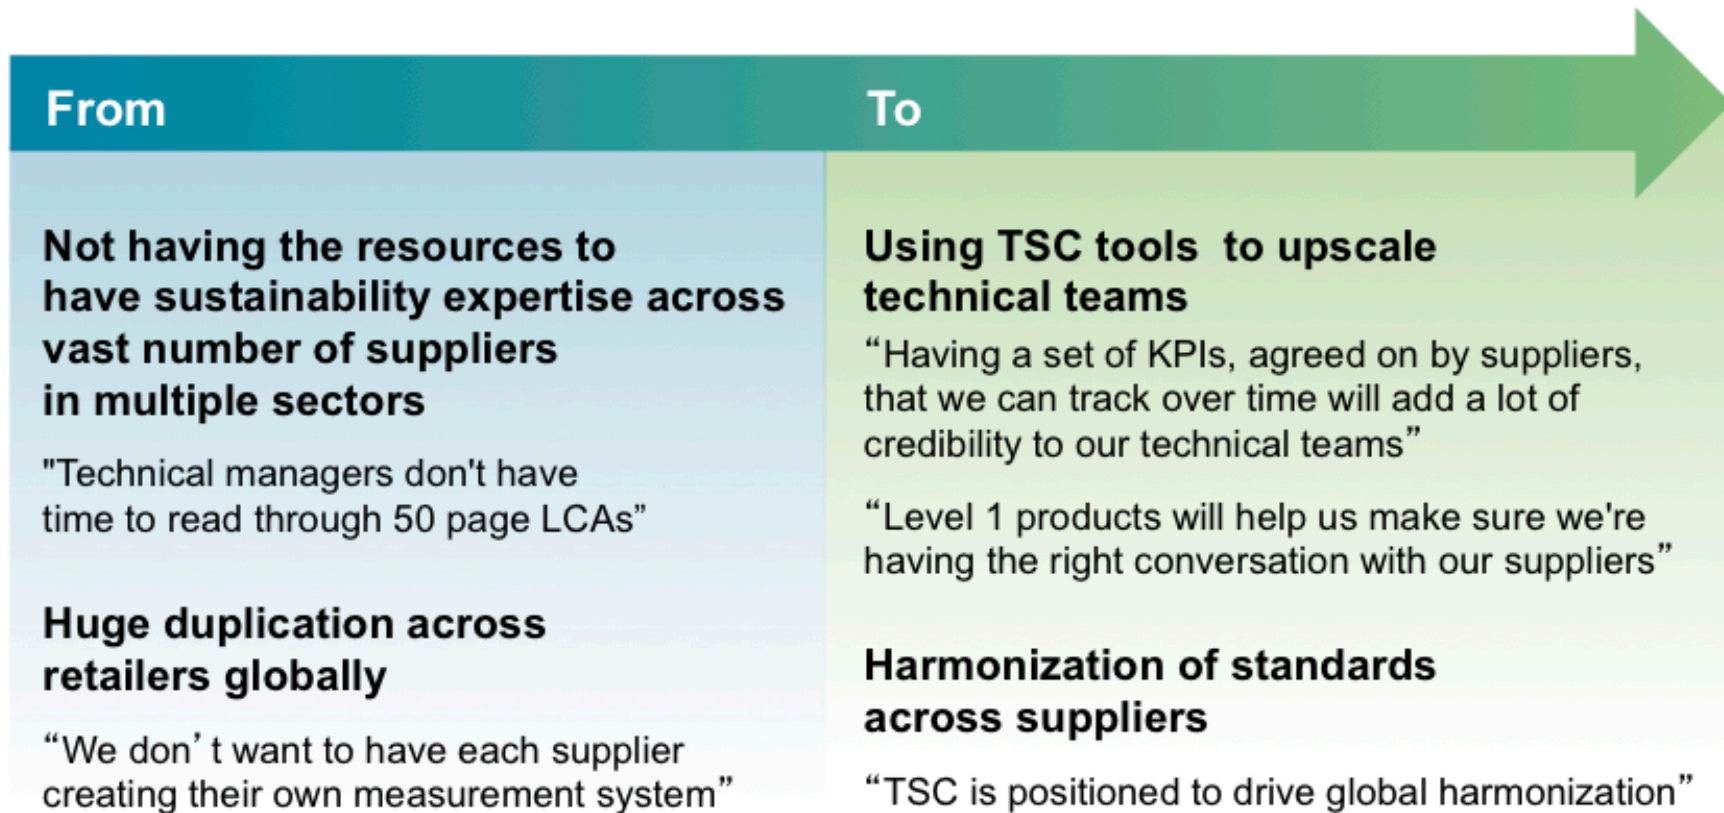 From
To
Not having the resources to
have sustainability expertise across
vast number of suppliers
in multiple sectors
"Technical managers don't have
time to read through 50 page LCAs”
Huge duplication across
retailers globally
“We don’ t want to have each supplier
creating their own measurement system”
Using TSC tools  to upscale
technical teams
“Having a set of KPIs, agreed on by suppliers,
that we can track over time will add a lot of
credibility to our technical teams”
“Level 1 products will help us make sure we're
having the right conversation with our suppliers”
Harmonization of standards
across suppliers
“TSC is positioned to drive global harmonization”